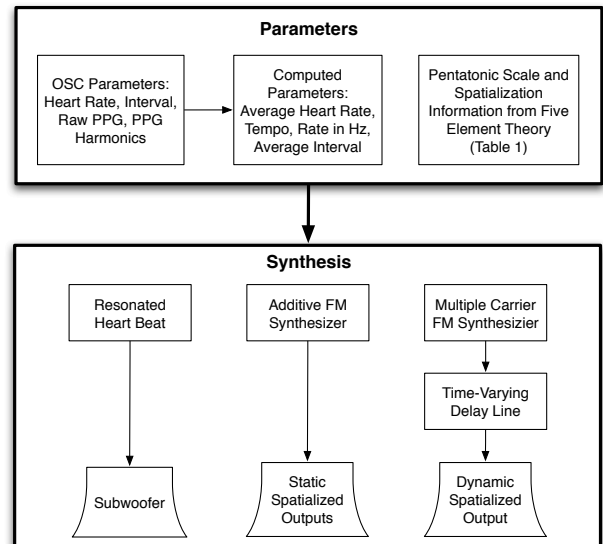 Parameters
OSC Parameters:
Heart Rate, Interval,
Raw PPG, PPG
Harmonics
Computed
Parameters:
Average Heart Rate,
Tempo, Rate in Hz,
Average Interval
Pentatonic Scale and
Spatialization
Information from Five
Element Theory
(Table 1)
Synthesis
Resonated
Heart Beat
Additive FM
Synthesizer
Multiple Carrier
FM Synthesizier
Time-Varying
Delay Line
Subwoofer
Static
Spatialized
Outputs
Dynamic
Spatialized
Output